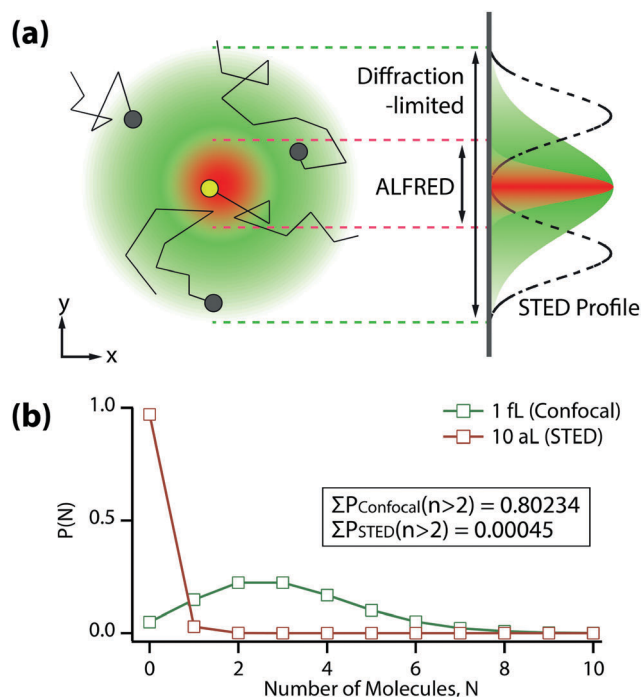 (a)
Diffraction
-limited
ALFRED
STED Profile
y
x
(b)
1 fL (Confocal)
10 aL (STED)
ΣPConfocal(n>2) = 0.80234
ΣPSTED(n>2) = 0.00045
P(N)
1.0
0.5
0.0
0 2 4 6 8 10
Number of Molecules, N